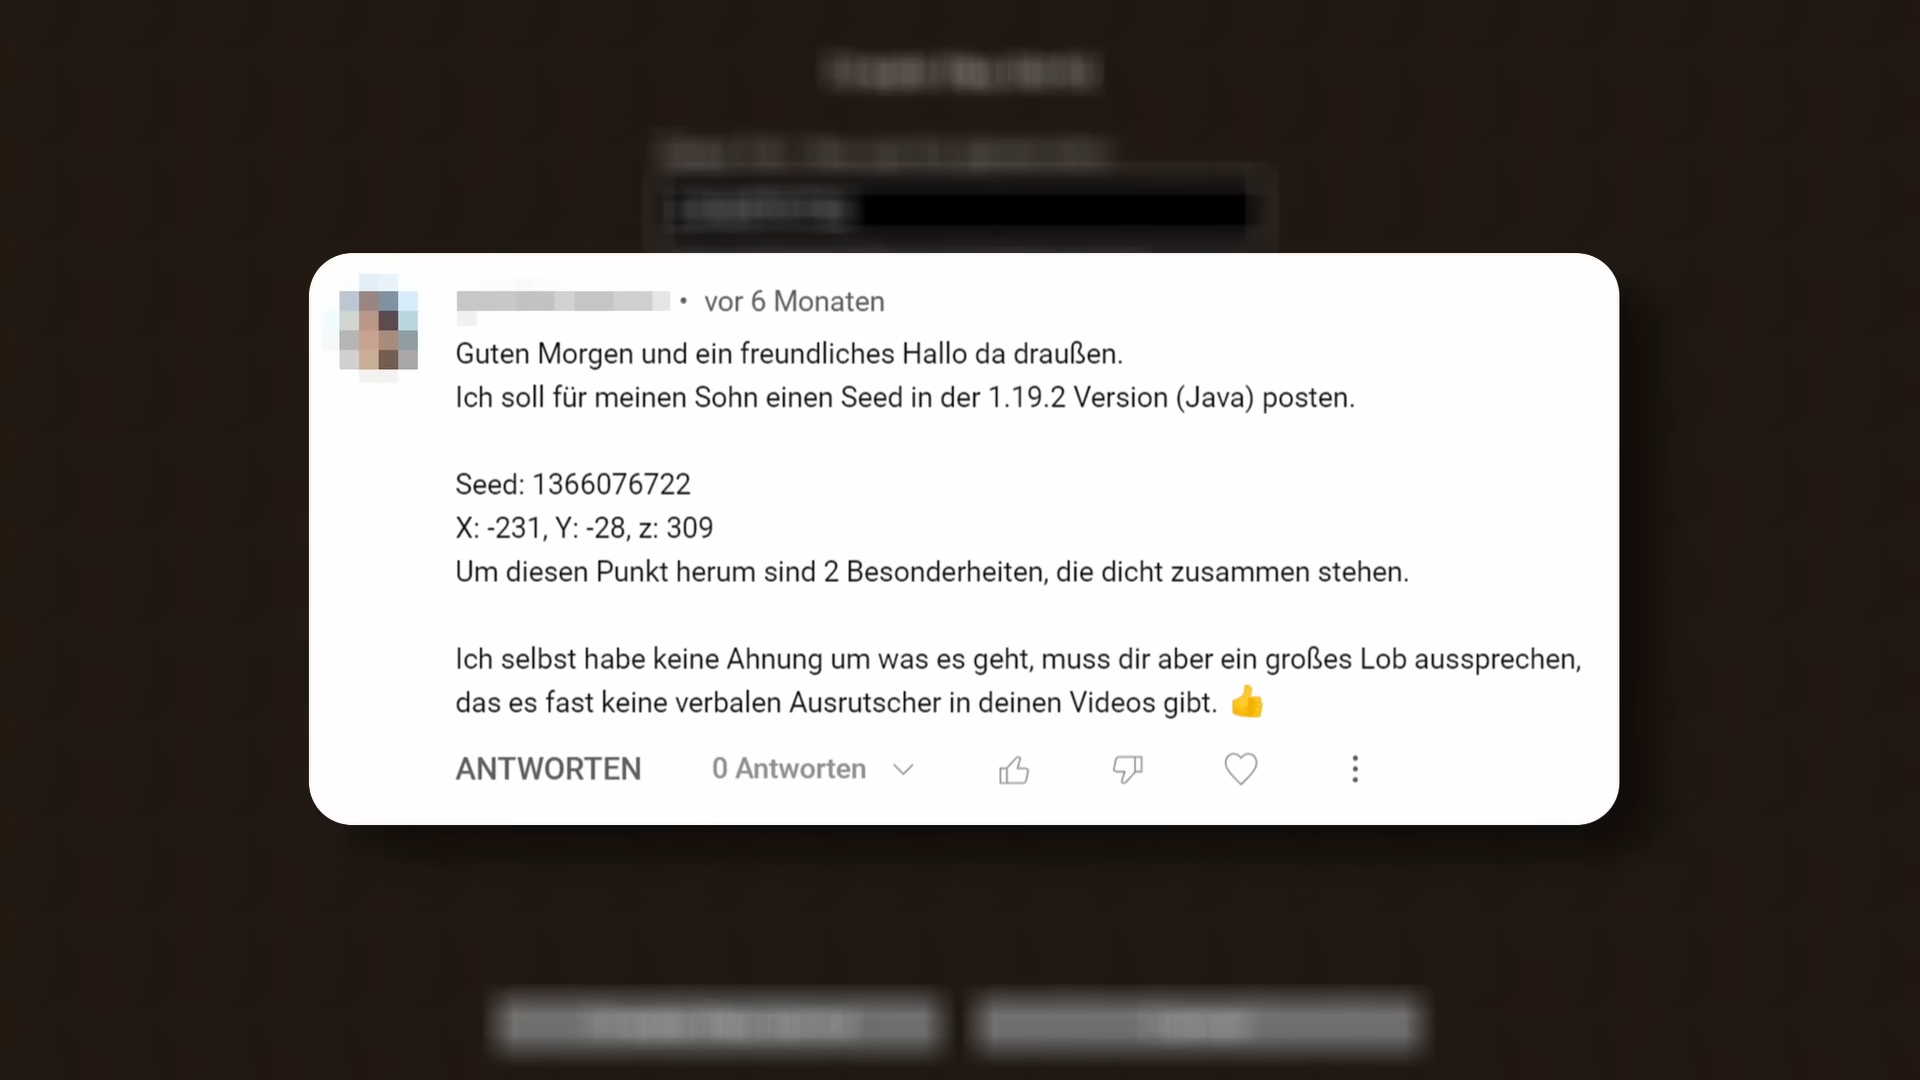 • vor 6 Monaten
Guten Morgen und ein freundliches Hallo da draußen.
Ich soll für meinen Sohn einen Seed in der 1.19.2 Version (Java) posten.
Seed: 1366076722
X: -231, Y: -28, z: 309
Um diesen Punkt herum sind 2 Besonderheiten, die dicht zusammen stehen.
Ich selbst habe keine Ahnung um was es geht, muss dir aber ein großes Lob aussprechen,
das es fast keine verbalen Ausrutscher in deinen Videos gibt. 👍
ANTWORTEN 0 Antworten